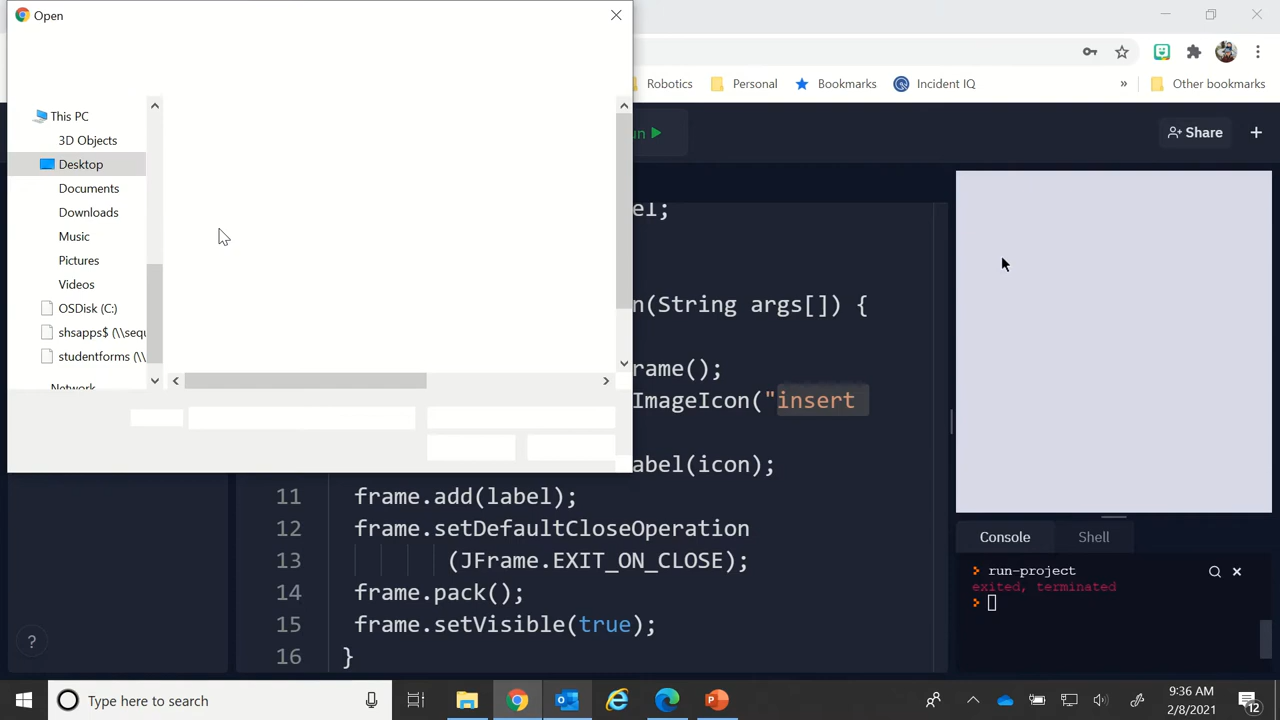 Open
Robotics
Personal
Bookmarks
Incident IQ
»
Other bookmarks
This PC
3D Objects
Desktop
Documents
Downloads
Music
Pictures
Videos
OSDisk (C:)
shsapps$ (\\sequ
studentforms (\\
Network
un
Share
+
el;
n(String args[]) {
rame();
ImageIcon("insert
abel(icon);
11 frame.add(label);
12 frame.setDefaultCloseOperation
13 (JFrame.EXIT_ON_CLOSE);
14 frame.pack();
15 frame.setVisible(true);
16 }
Console
Shell
> run-project
exited, terminated
>
?
Type here to search
9:36 AM
2/8/2021
12